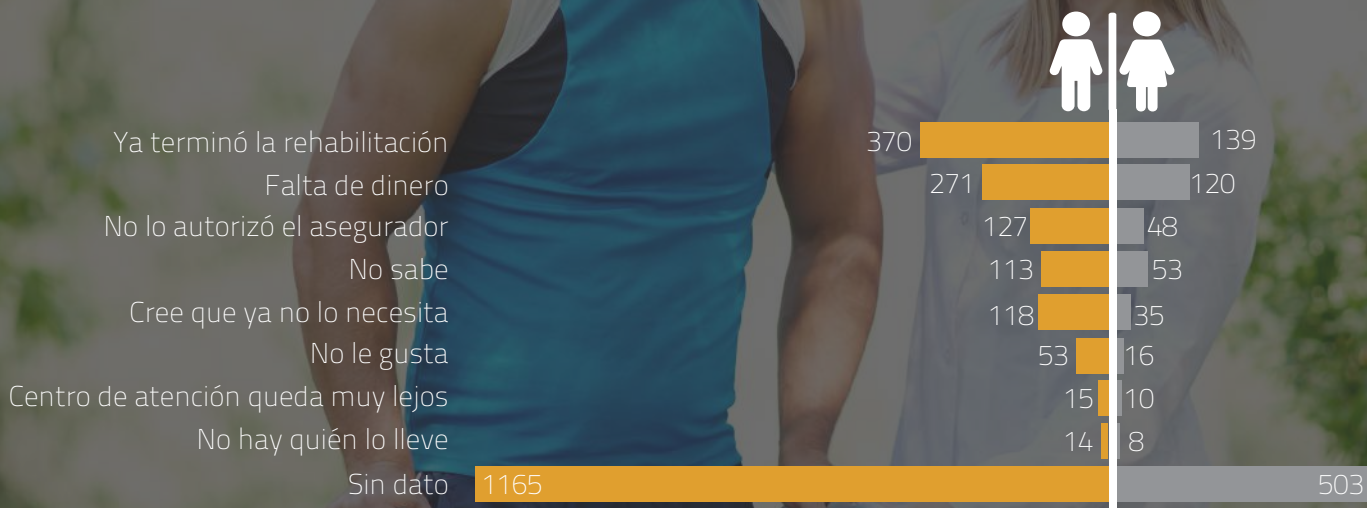 Ya terminó la rehabilitación 370 139
Falta de dinero 271 120
No lo autorizó el asegurador 127 48
No sabe 113 53
Cree que ya no lo necesita 118 35
No le gusta 53 16
Centro de atención queda muy lejos 15 10
No hay quién lo lleve 14 8
Sin dato 1165 503